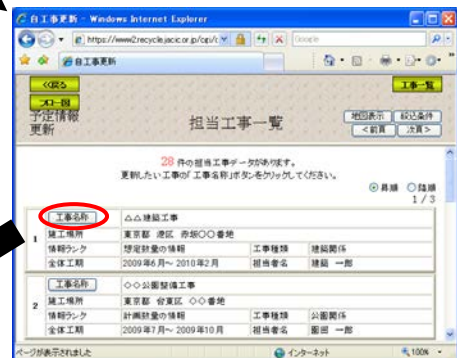 自工事更新 - Windows Internet Explorer
https://www2.recycle.jacic.or.jp/cpi/c
Google
自工事更新
<<戻る
工事一覧
フロー図
予定情報
更新
担当工事一覧
地図表示 絞込条件
<前頁 次頁>
28 件の担当工事データがあります。
更新したい工事の「工事名称」ボタンをクリックしてください。
昇順 降順
1 / 3
工事名称 △△建築工事
1 施工場所 東京都 港区 赤坂〇〇番地
情報ランク 想定数量の情報 工事種類 建築関係
全体工期 2009年6月～ 2010年2月 担当者名 建築 一郎
工事名称 ◇◇公園整備工事
2 施工場所 東京都 台東区 ◇◇番地
情報ランク 計画数量の情報 工事種類 公園関係
全体工期 2009年7月～ 2009年10月 担当者名 園田 一郎
ページが表示されました
インターネット
100%